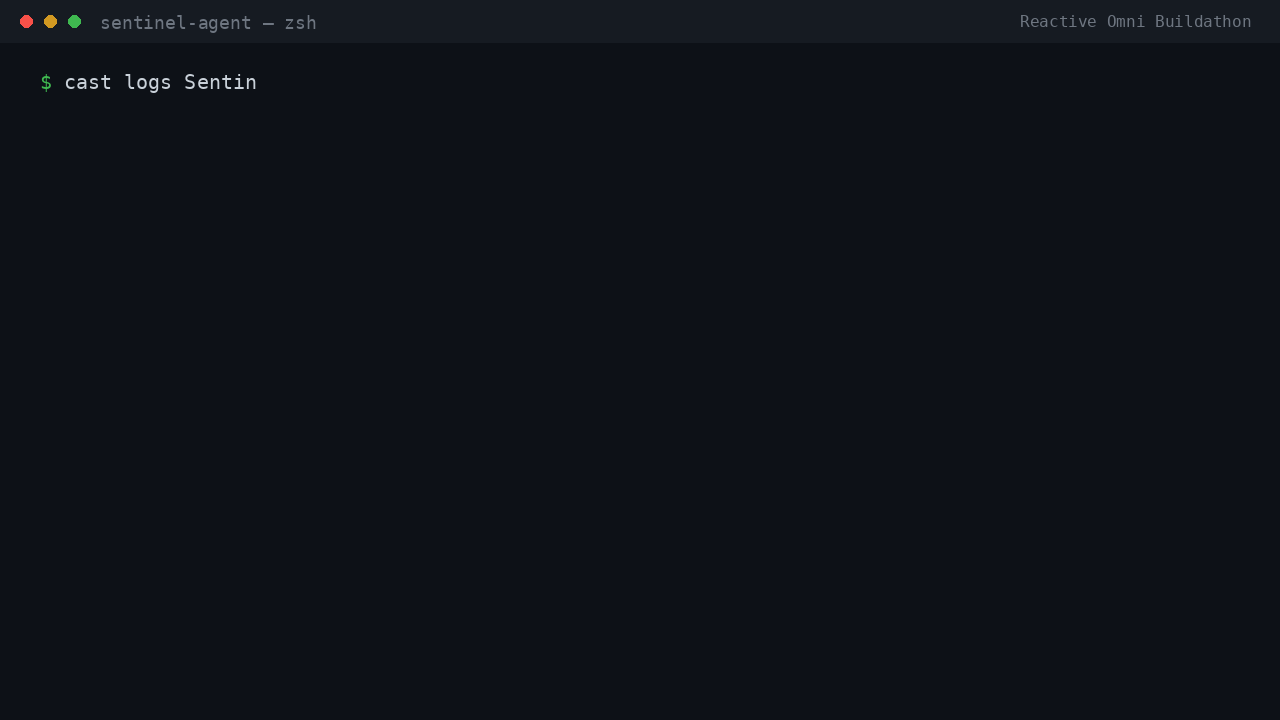 sentinel-agent — zsh
Reactive Omni Buildathon
$ cast logs Sentin